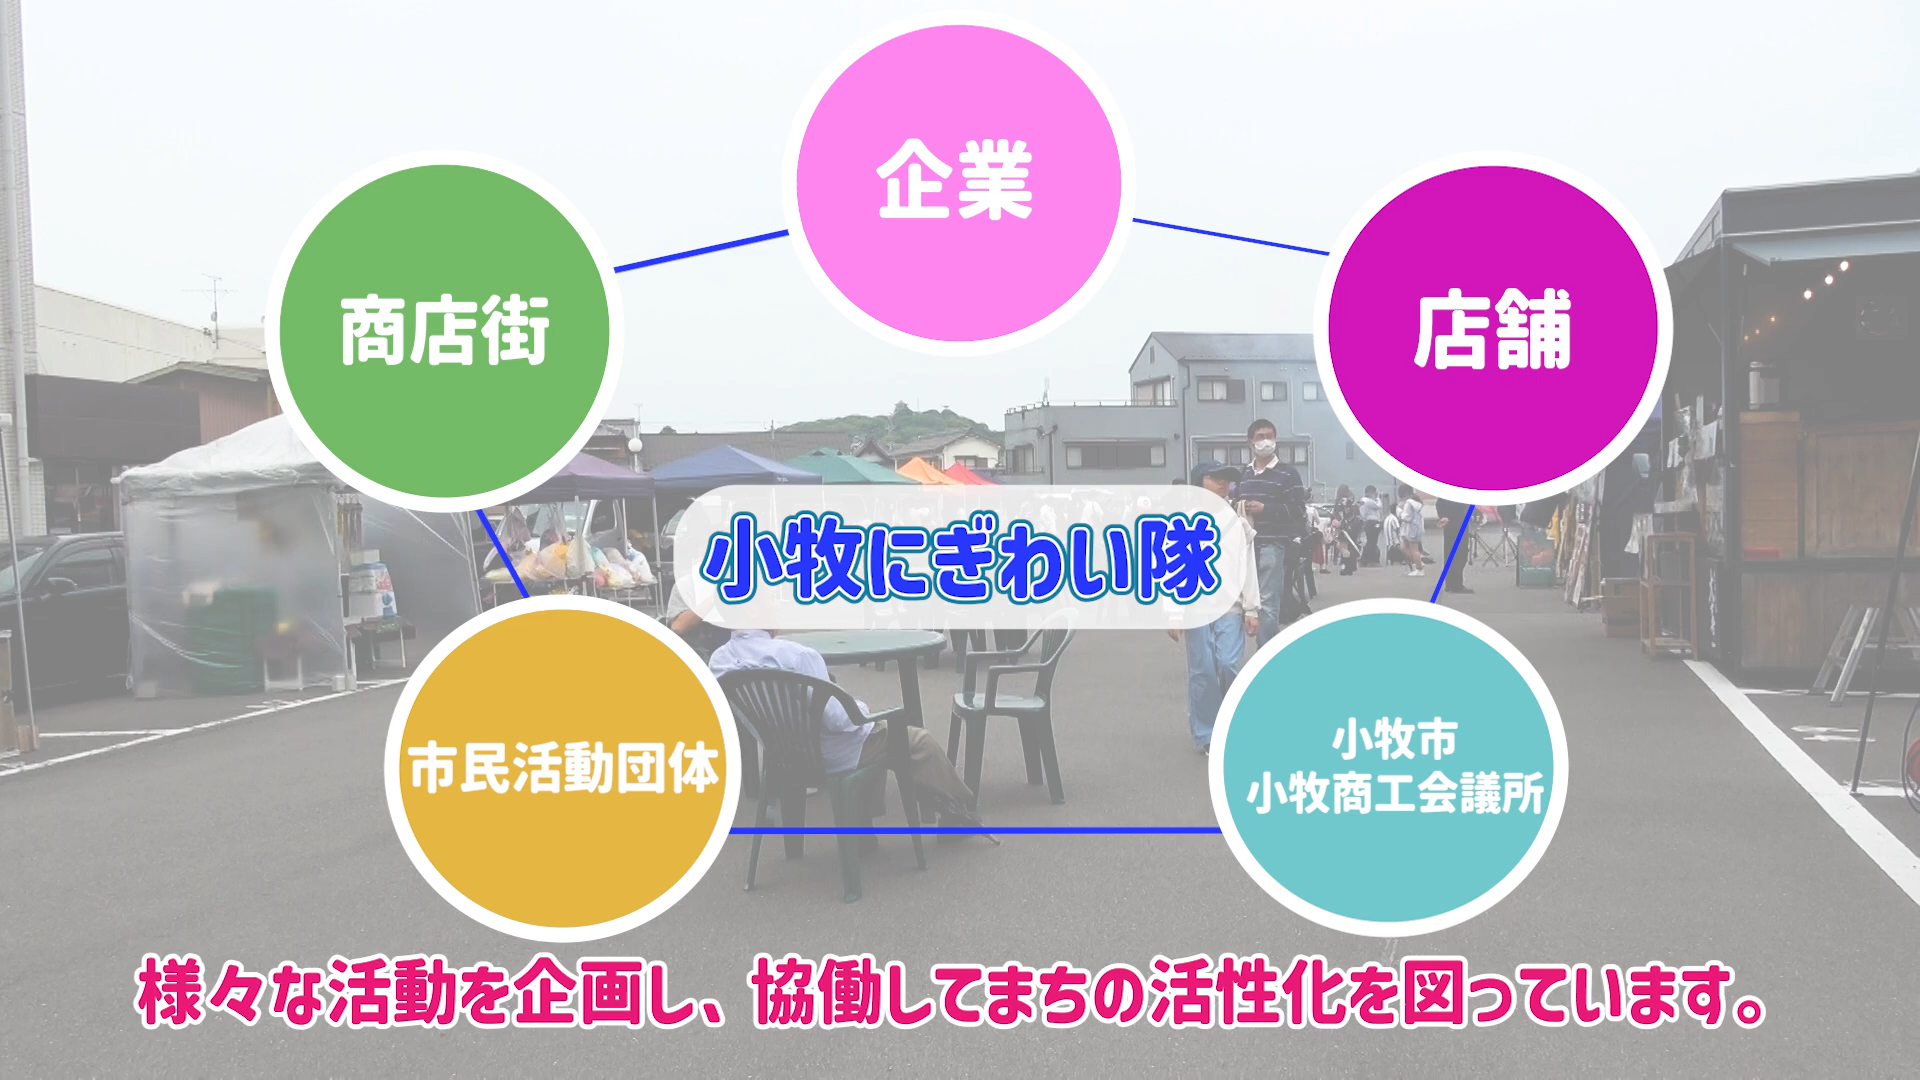 企業
商店街
店舗
小牧にぎわい隊
市民活動団体
小牧市
小牧商工会議所
様々な活動を企画し、協働してまちの活性化を図っています。